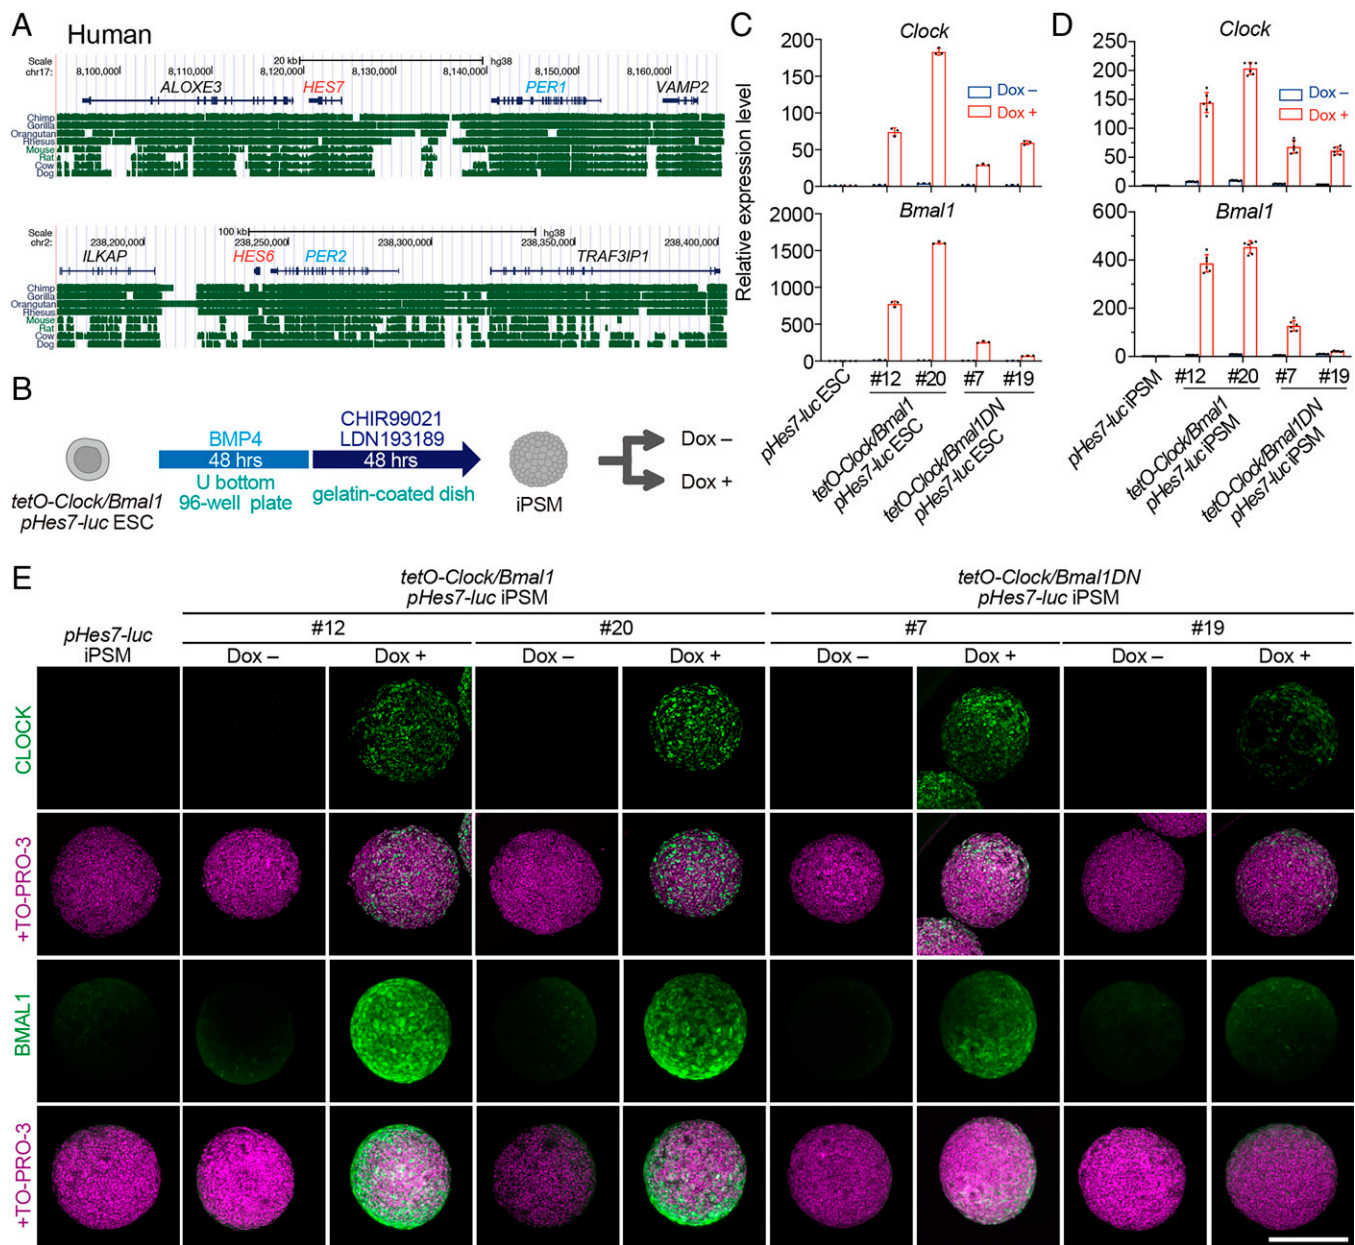 A
Human
Scale
20 kb
hg38
chr17:
8,100,000
8,110,000
8,120,000
8,130,000
8,140,000
8,150,000
8,160,000
ALOXE3
HES7
PER1
VAMP2
Chimp
Gorilla
Orangutan
Rhesus
Mouse
Rat
Cow
Dog
Scale
100 kb
hg38
chr2:
238,200,000
238,250,000
238,300,000
238,350,000
238,400,000
ILKAP
HES6
PER2
TRAF3IP1
Chimp
Gorilla
Orangutan
Rhesus
Mouse
Rat
Cow
Dog
B
tetO-Clock/Bmal1
pHes7-luc ESC
BMP4
48 hrs
U bottom
96-well plate
CHIR99021
LDN193189
48 hrs
gelatin-coated dish
iPSM
Dox –
Dox +
C
Relative expression level
Clock
200
150
100
50
0
Dox –
Dox +
Bmal1
2000
1500
1000
500
0
#12
#20
#7
#19
pHes7-luc ESC
tetO-Clock/Bmal1
pHes7-luc ESC
tetO-Clock/Bmal1DN
pHes7-luc ESC
D
Clock
250
200
150
100
50
0
Dox –
Dox +
Bmal1
600
400
200
0
#12
#20
#7
#19
pHes7-luc iPSM
tetO-Clock/Bmal1
pHes7-luc iPSM
tetO-Clock/Bmal1DN
pHes7-luc iPSM
E
tetO-Clock/Bmal1
pHes7-luc iPSM
tetO-Clock/Bmal1DN
pHes7-luc iPSM
pHes7-luc
iPSM
#12
#20
#7
#19
Dox –
Dox +
Dox –
Dox +
Dox –
Dox +
Dox –
Dox +
CLOCK
+TO-PRO-3
BMAL1
+TO-PRO-3